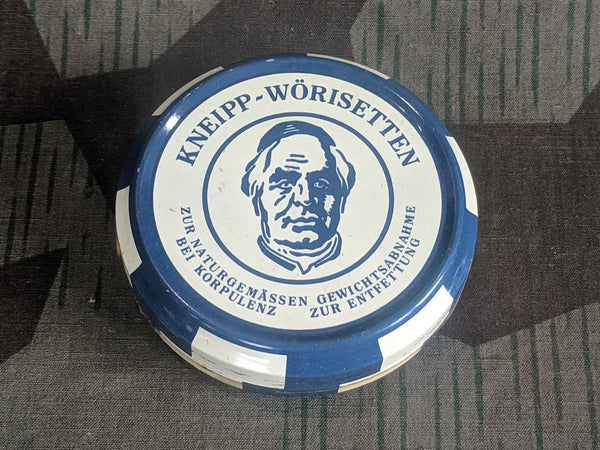 KNEIPP-WÖRISETTEN
ZUR NATURGEMÄSSEN GEWICHTSABNAHME
BEI KORPULENZ ZUR ENTFETTUNG